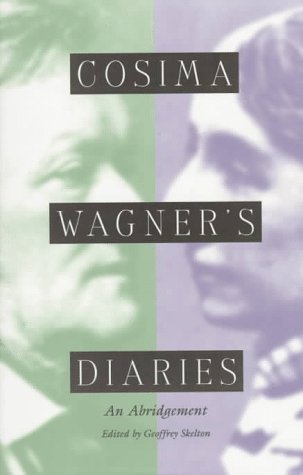 COSIMA
WAGNER'S
DIARIES
An Abridgement
Edited by Geoffrey Skelton